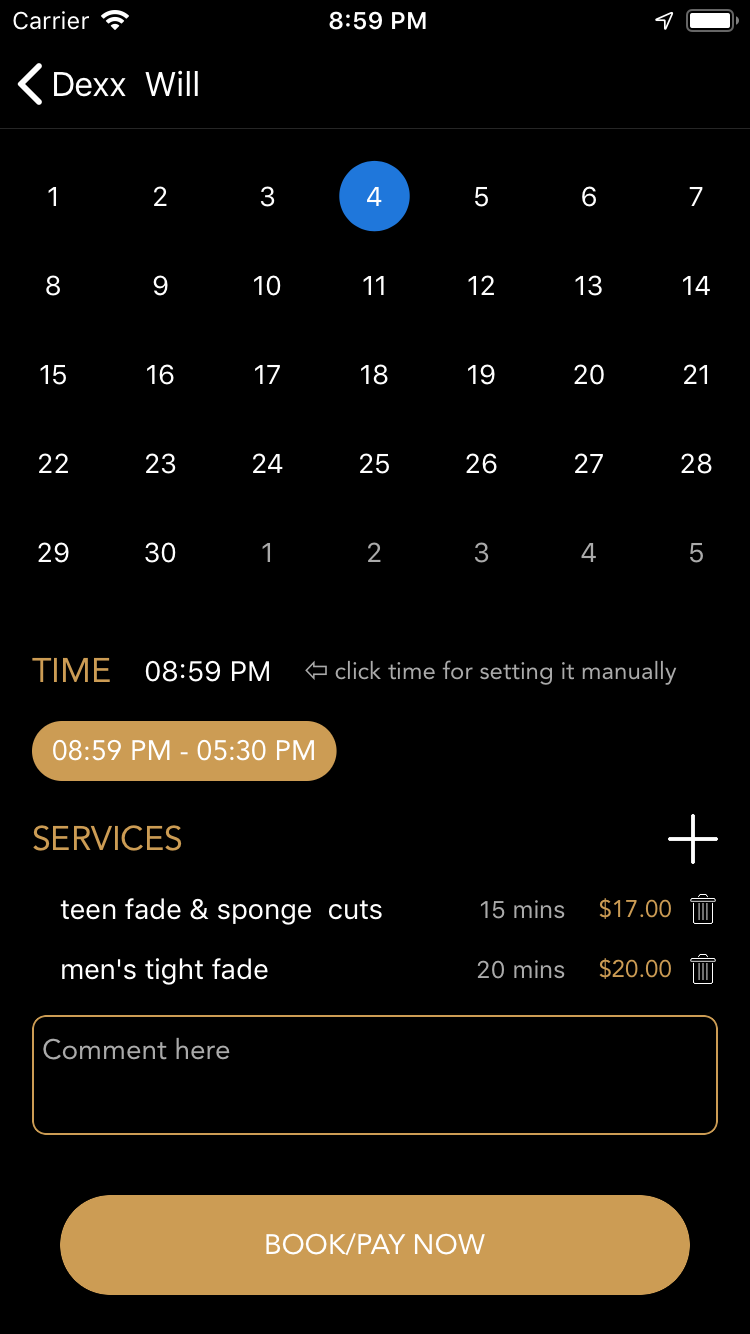 Carrier 8:59 PM
Dexx Will
1 2 3 4 5 6 7
8 9 10 11 12 13 14
15 16 17 18 19 20 21
22 23 24 25 26 27 28
29 30 1 2 3 4 5
TIME 08:59 PM click time for setting it manually
08:59 PM - 05:30 PM
SERVICES
teen fade & sponge cuts 15 mins $17.00
men's tight fade 20 mins $20.00
Comment here
BOOK/PAY NOW